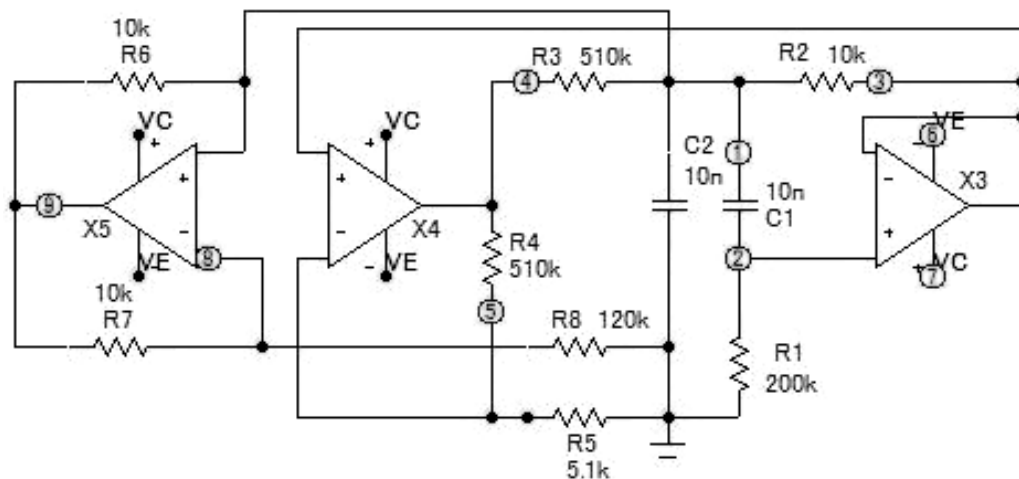 10k
R6
VC
+
+
-
X5
9
8
VE
-
10k
R7
VC
+
+
-
X4
-
VE
4
R3 510k
R4
510k
5
R8 120k
R5
5.1k
C2
10n
1
10n
C1
2
R1
200k
R2 10k
3
VE
6
-
-
+
X3
+
VC
7